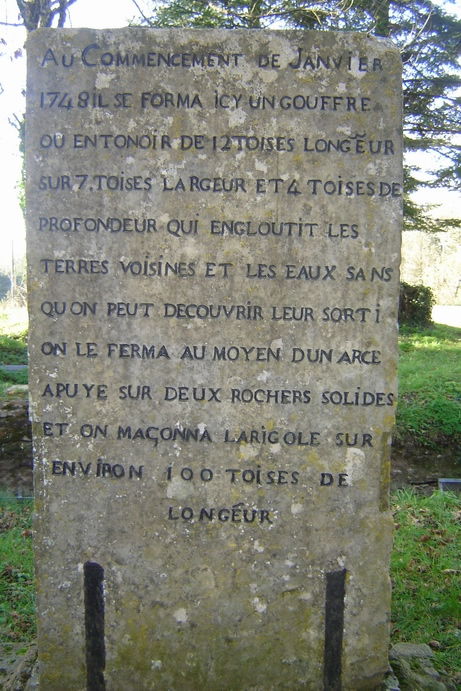 AU COMMENCEMENT DE JANVIER
1748 IL SE FORMA ICY UN GOUFFRE
OU ENTONOIR DE 12 TOISES LONGEUR
SUR 7, TOISES LARGEUR ET 4 TOISES DE
PROFONDEUR QUI ENGLOUTIT LES
TERRES VOISINES ET LES EAUX SANS
QU ON PEUT DECOUVRIR LEUR SORTI
ON LE FERMA AU MOYEN D UN ARCE
APUYE SUR DEUX ROCHERS SOLIDES
ET ON MAÇONNA LARIGOLE SUR
ENVIRON 100 TOISES DE
LONGÉUR